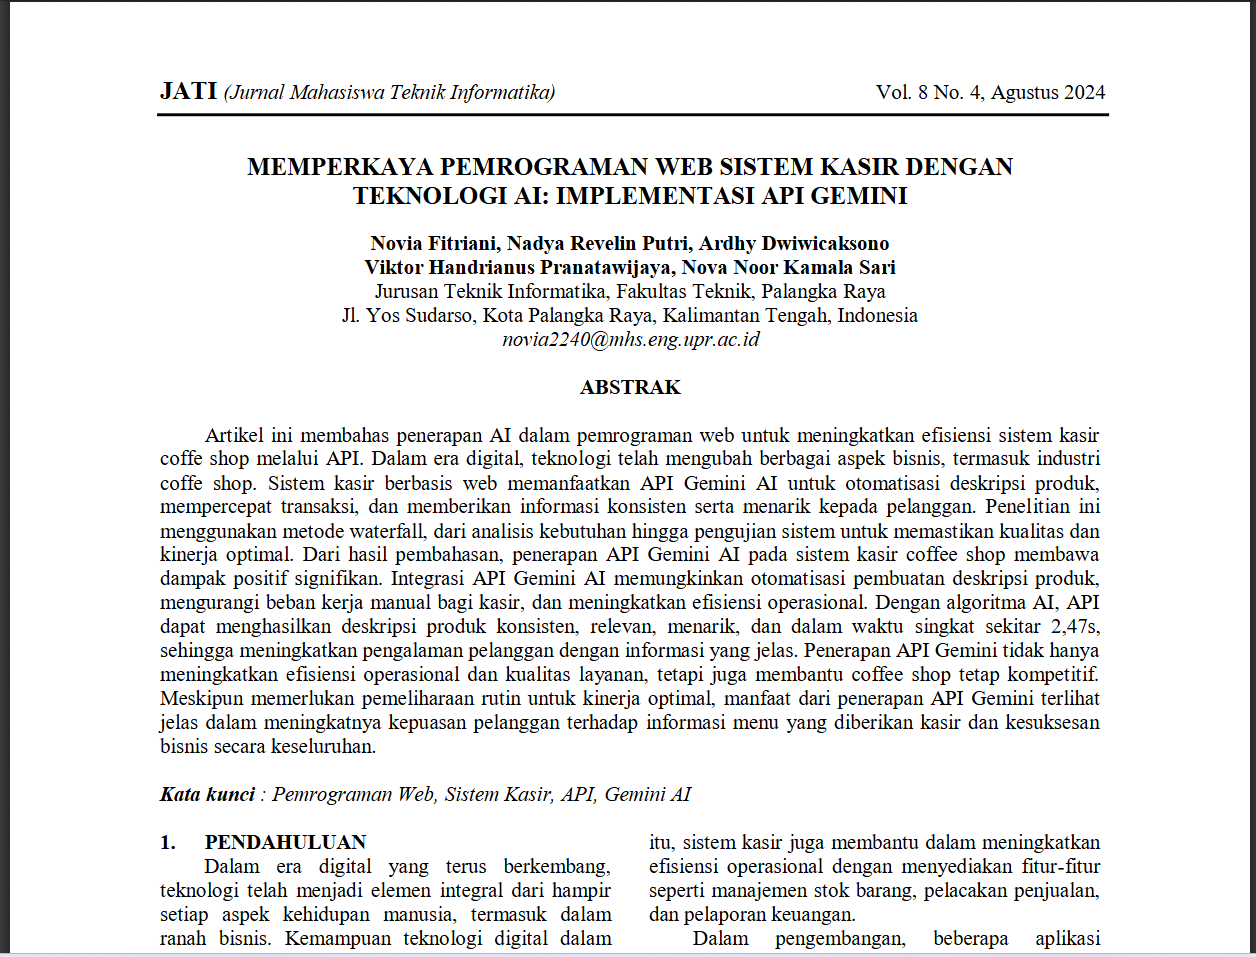 JATI (Jurnal Mahasiswa Teknik Informatika) Vol. 8 No. 4, Agustus 2024
MEMPERKAYA PEMROGRAMAN WEB SISTEM KASIR DENGAN
TEKNOLOGI AI: IMPLEMENTASI API GEMINI
Novia Fitriani, Nadya Revelin Putri, Ardhy Dwiwicaksono
Viktor Handrianus Pranatawijaya, Nova Noor Kamala Sari
Jurusan Teknik Informatika, Fakultas Teknik, Palangka Raya
Jl. Yos Sudarso, Kota Palangka Raya, Kalimantan Tengah, Indonesia
novia2240@mhs.eng.upr.ac.id
ABSTRAK
Artikel ini membahas penerapan AI dalam pemrograman web untuk meningkatkan efisiensi sistem kasir
coffe shop melalui API. Dalam era digital, teknologi telah mengubah berbagai aspek bisnis, termasuk industri
coffe shop. Sistem kasir berbasis web memanfaatkan API Gemini AI untuk otomatisasi deskripsi produk,
mempercepat transaksi, dan memberikan informasi konsisten serta menarik kepada pelanggan. Penelitian ini
menggunakan metode waterfall, dari analisis kebutuhan hingga pengujian sistem untuk memastikan kualitas dan
kinerja optimal. Dari hasil pembahasan, penerapan API Gemini AI pada sistem kasir coffee shop membawa
dampak positif signifikan. Integrasi API Gemini AI memungkinkan otomatisasi pembuatan deskripsi produk,
mengurangi beban kerja manual bagi kasir, dan meningkatkan efisiensi operasional. Dengan algoritma AI, API
dapat menghasilkan deskripsi produk konsisten, relevan, menarik, dan dalam waktu singkat sekitar 2,47s,
sehingga meningkatkan pengalaman pelanggan dengan informasi yang jelas. Penerapan API Gemini tidak hanya
meningkatkan efisiensi operasional dan kualitas layanan, tetapi juga membantu coffee shop tetap kompetitif.
Meskipun memerlukan pemeliharaan rutin untuk kinerja optimal, manfaat dari penerapan API Gemini terlihat
jelas dalam meningkatnya kepuasan pelanggan terhadap informasi menu yang diberikan kasir dan kesuksesan
bisnis secara keseluruhan.
Kata kunci : Pemrograman Web, Sistem Kasir, API, Gemini AI
1. PENDAHULUAN
Dalam era digital yang terus berkembang,
teknologi telah menjadi elemen integral dari hampir
setiap aspek kehidupan manusia, termasuk dalam
ranah bisnis. Kemampuan teknologi digital dalam
itu, sistem kasir juga membantu dalam meningkatkan
efisiensi operasional dengan menyediakan fitur-fitur
seperti manajemen stok barang, pelacakan penjualan,
dan pelaporan keuangan.
Dalam pengembangan, beberapa aplikasi